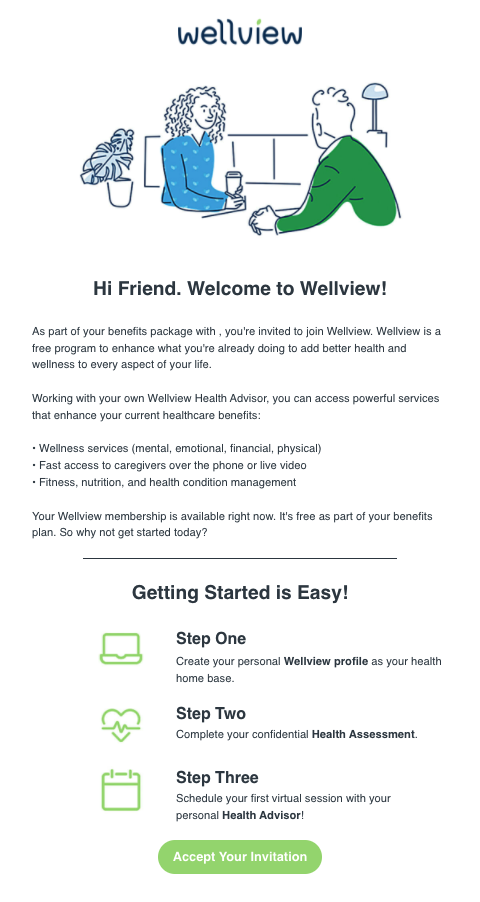 wellview
Hi Friend. Welcome to Wellview!
As part of your benefits package with , you're invited to join Wellview. Wellview is a
free program to enhance what you're already doing to add better health and
wellness to every aspect of your life.
Working with your own Wellview Health Advisor, you can access powerful services
that enhance your current healthcare benefits:
• Wellness services (mental, emotional, financial, physical)
• Fast access to caregivers over the phone or live video
• Fitness, nutrition, and health condition management
Your Wellview membership is available right now. It's free as part of your benefits
plan. So why not get started today?
Getting Started is Easy!
Step One
Create your personal Wellview profile as your health
home base.
Step Two
Complete your confidential Health Assessment.
Step Three
Schedule your first virtual session with your
personal Health Advisor!
Accept Your Invitation